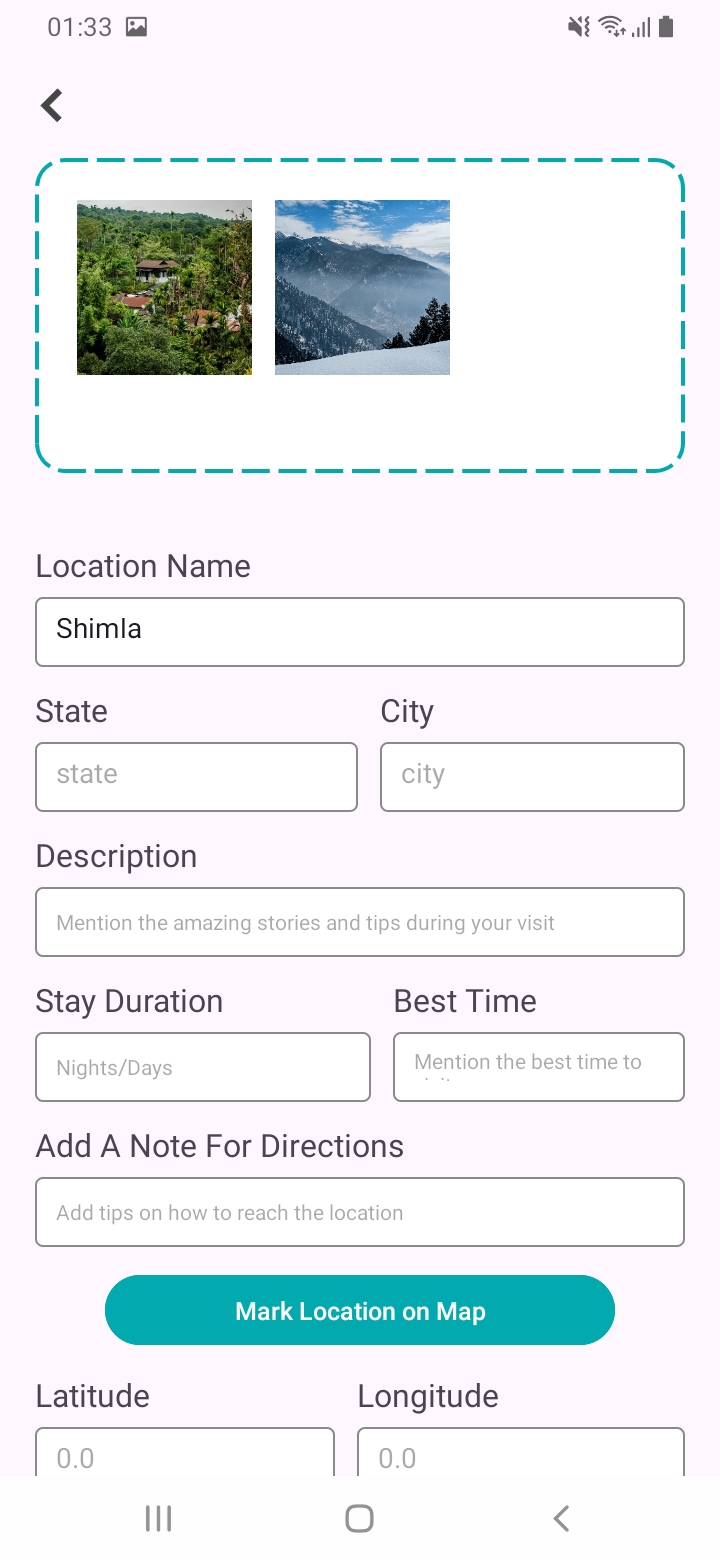 01:33
Location Name
Shimla
State City
state city
Description
Mention the amazing stories and tips during your visit
Stay Duration Best Time
Nights/Days Mention the best time to
Add A Note For Directions
Add tips on how to reach the location
Mark Location on Map
Latitude Longitude
0.0 0.0